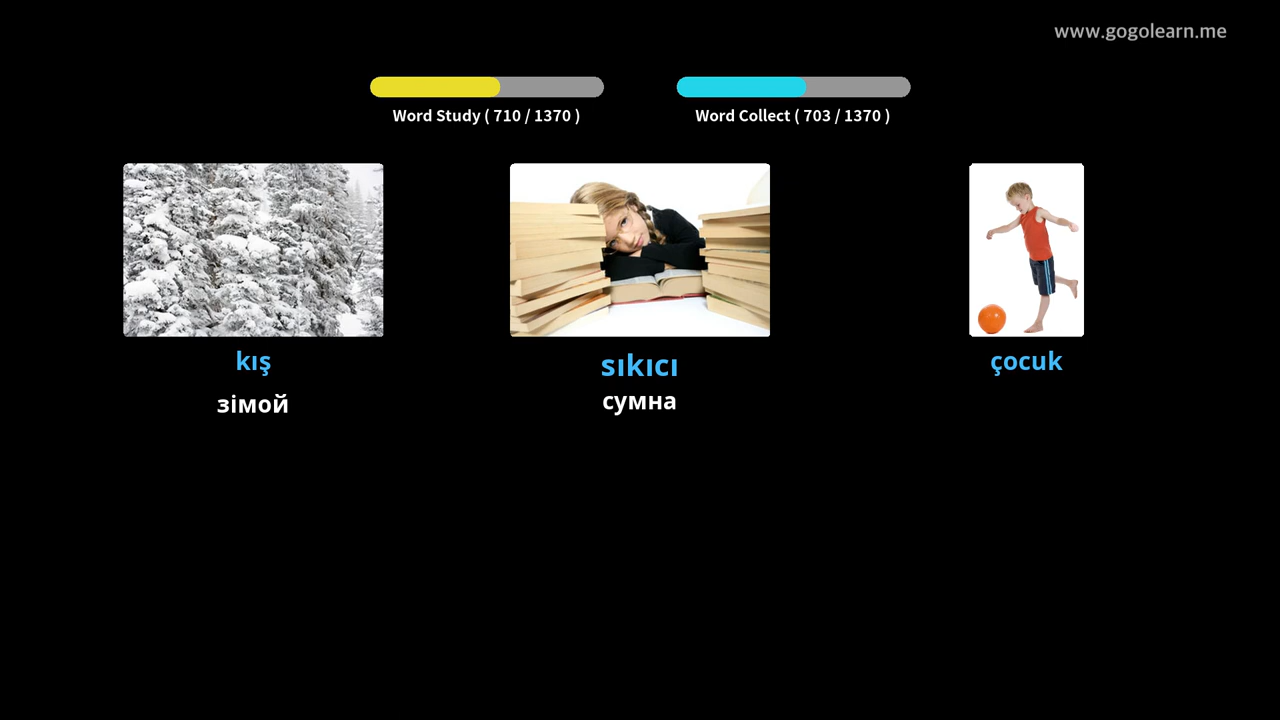 www.gogolearn.me
Word Study ( 710 / 1370 )
Word Collect ( 703 / 1370 )
kış
sıkıcı
çocuk
зімой
сумна